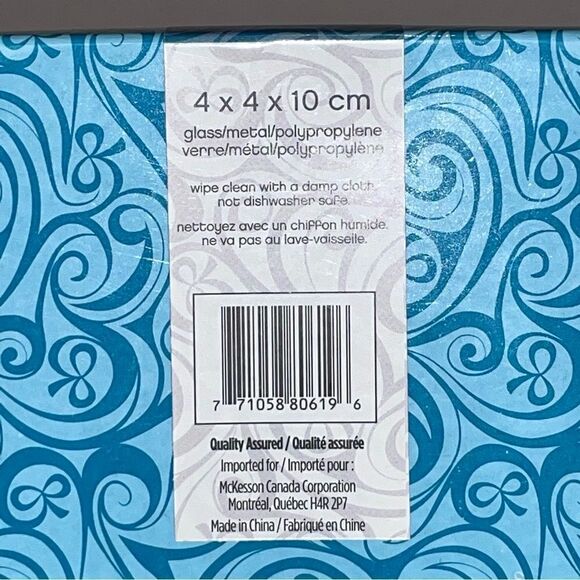 4 x 4 x 10 cm
glass/metal/polypropylene
verre/métal/polypropylène
wipe clean with a damp cloth.
not dishwasher safe.
nettoyez avec un chiffon humide.
ne va pas au lave-vaisselle.
7 71058 80619 6
Quality Assured / Qualité assurée
Imported for / Importé pour :
McKesson Canada Corporation
Montréal, Québec H4R 2P7
Made in China / Fabriqué en Chine